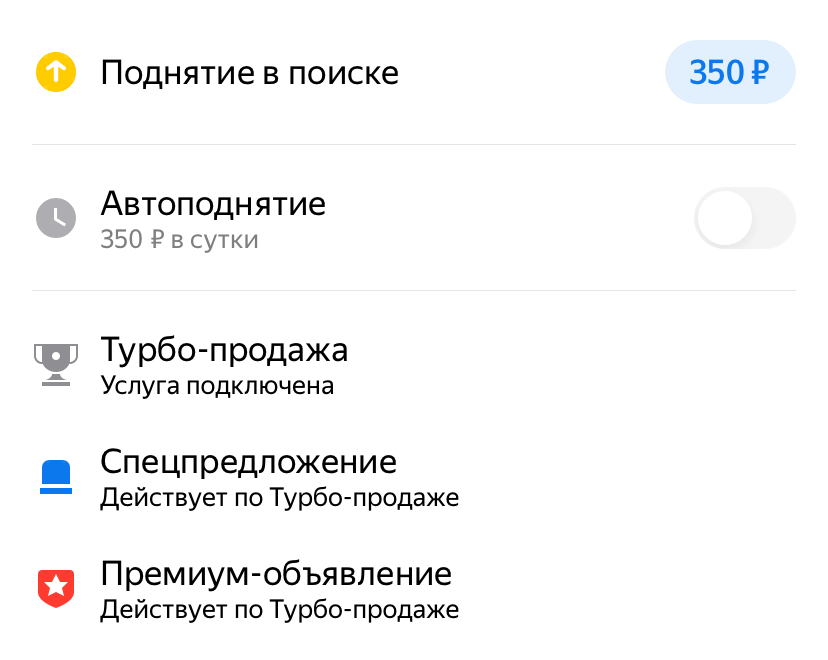 Поднятие в поиске
350 ₽
Автоподнятие
350 ₽ в сутки
Турбо-продажа
Услуга подключена
Спецпредложение
Действует по Турбо-продаже
Премиум-объявление
Действует по Турбо-продаже